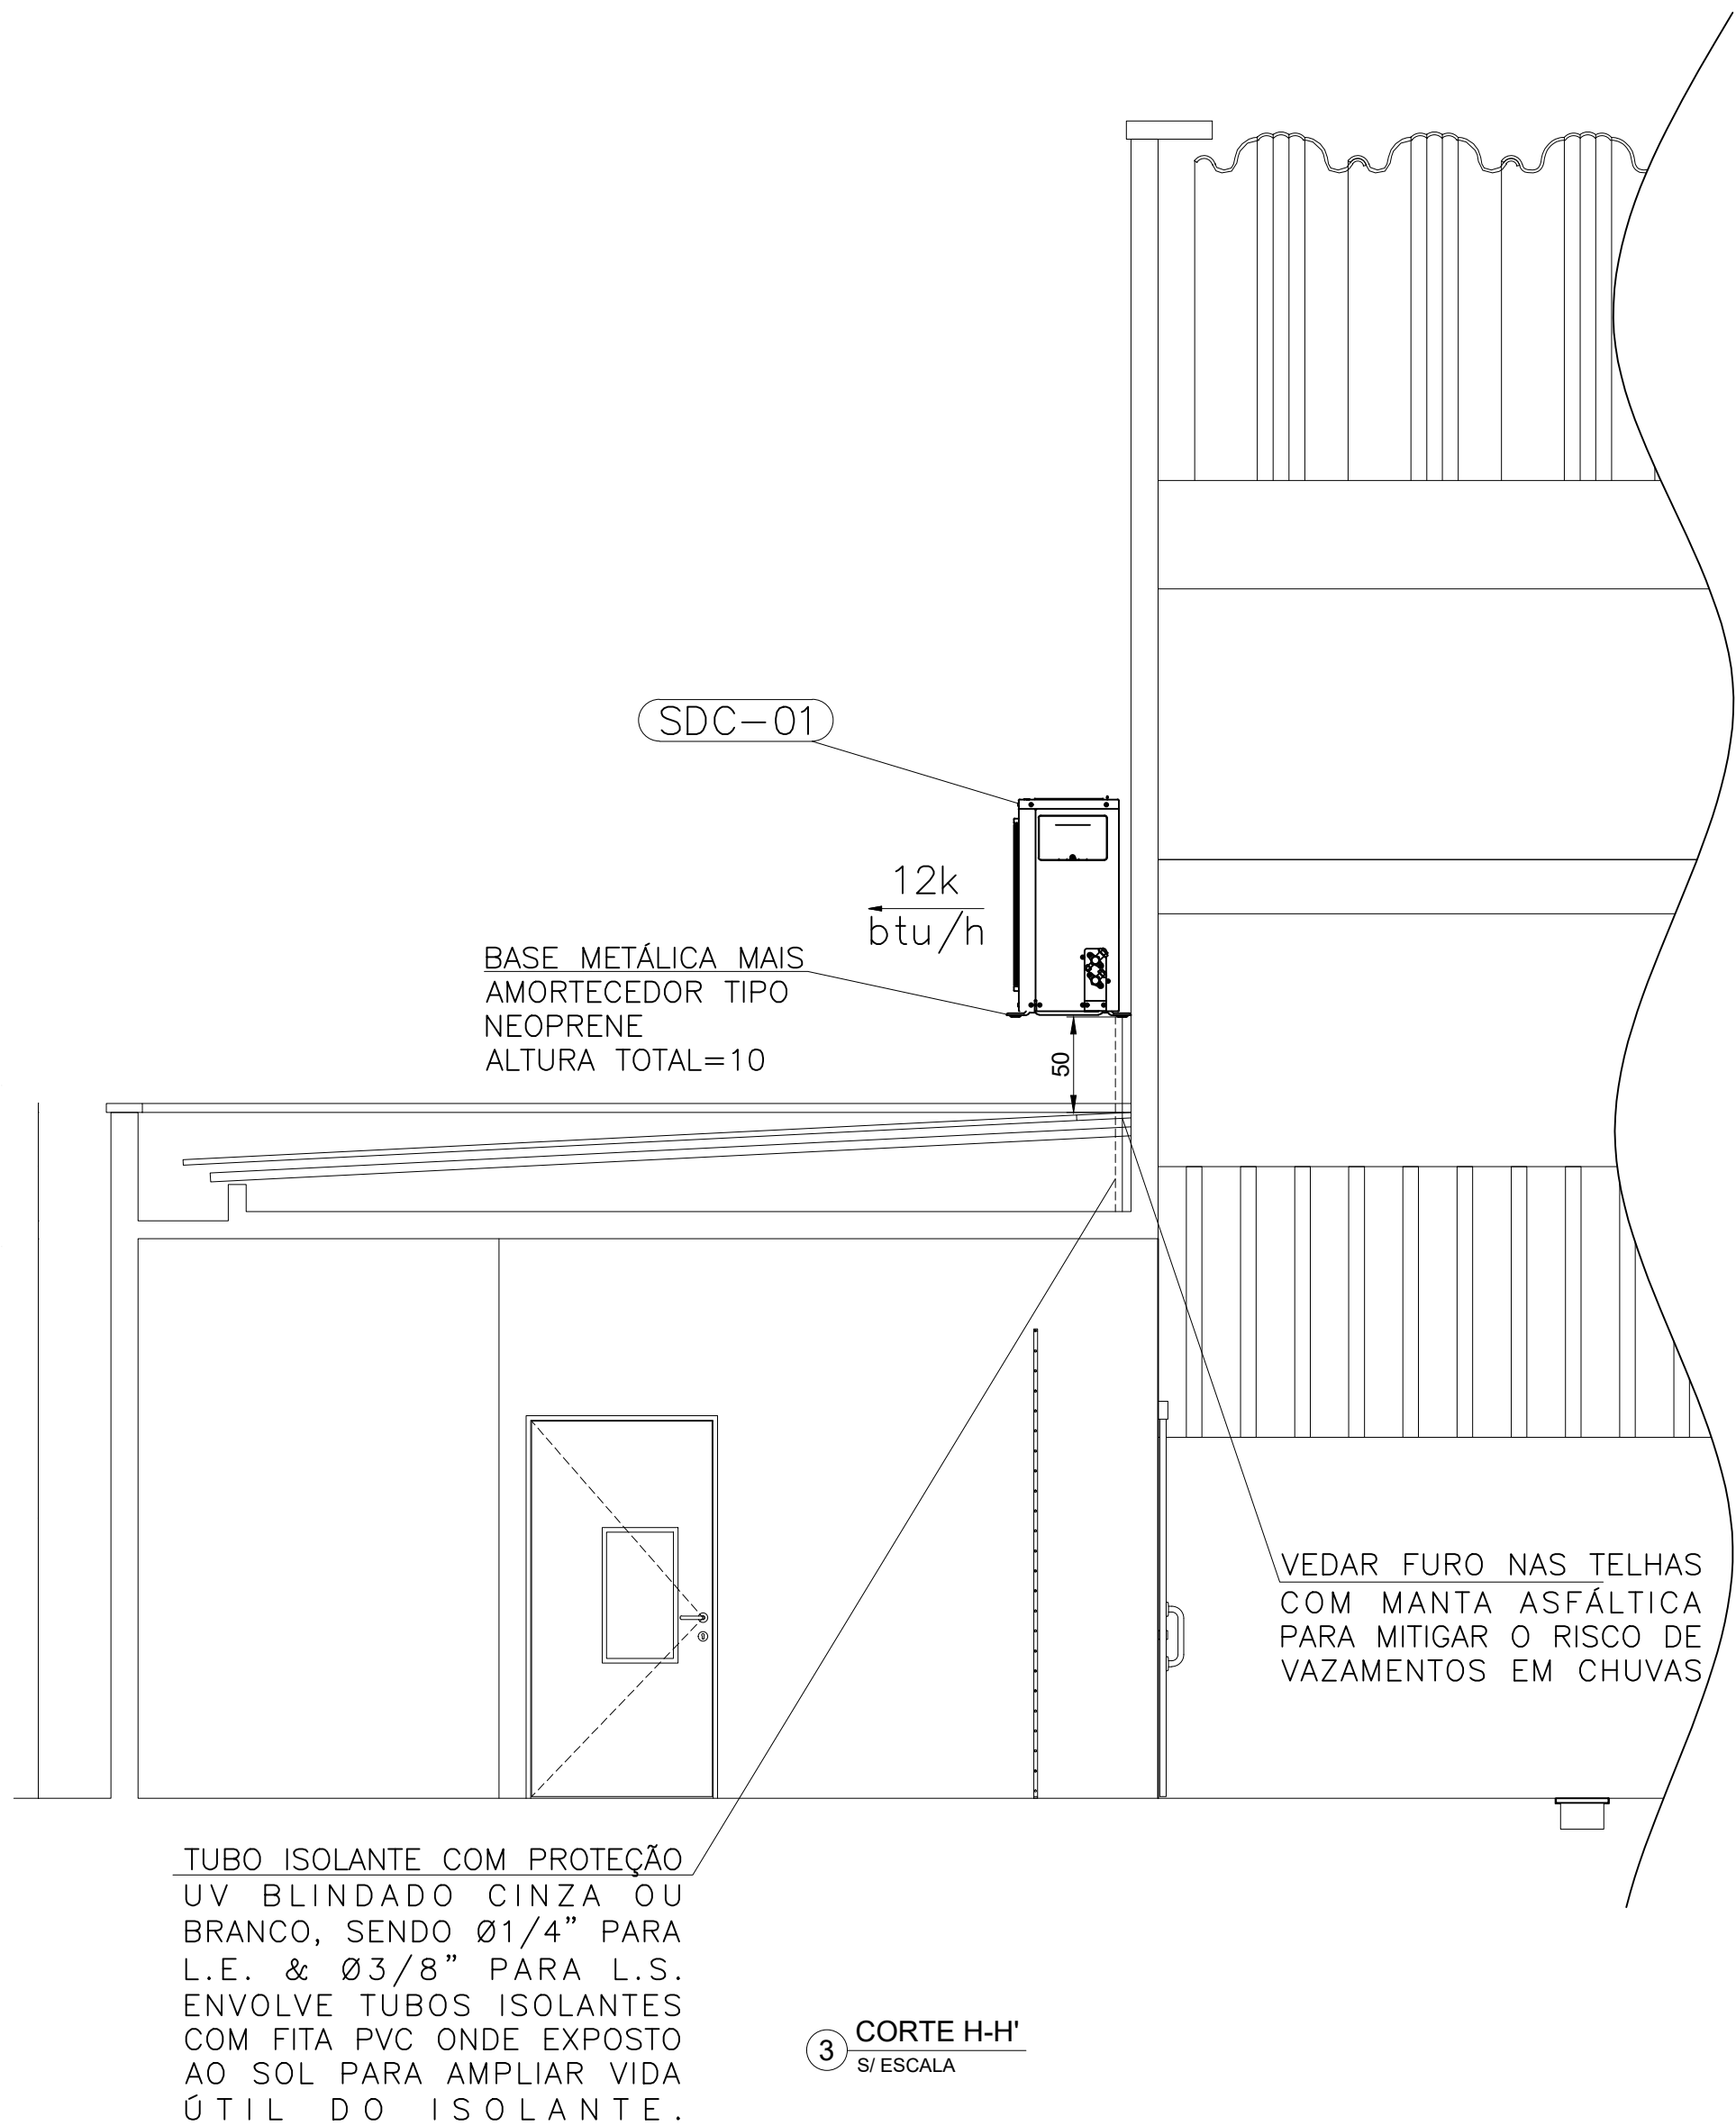 SDC-01
12k
btu/h
BASE METÁLICA MAIS
AMORTECEDOR TIPO
NEOPRENE
ALTURA TOTAL=10
50
VEDAR FURO NAS TELHAS
COM MANTA ASFÁLTICA
PARA MITIGAR O RISCO DE
VAZAMENTOS EM CHUVAS
TUBO ISOLANTE COM PROTEÇÃO
UV BLINDADO CINZA OU
BRANCO, SENDO Ø1/4” PARA
L.E. & Ø3/8” PARA L.S.
ENVOLVE TUBOS ISOLANTES
COM FITA PVC ONDE EXPOSTO
AO SOL PARA AMPLIAR VIDA
ÚTIL DO ISOLANTE.
3 CORTE H-H'
S/ ESCALA